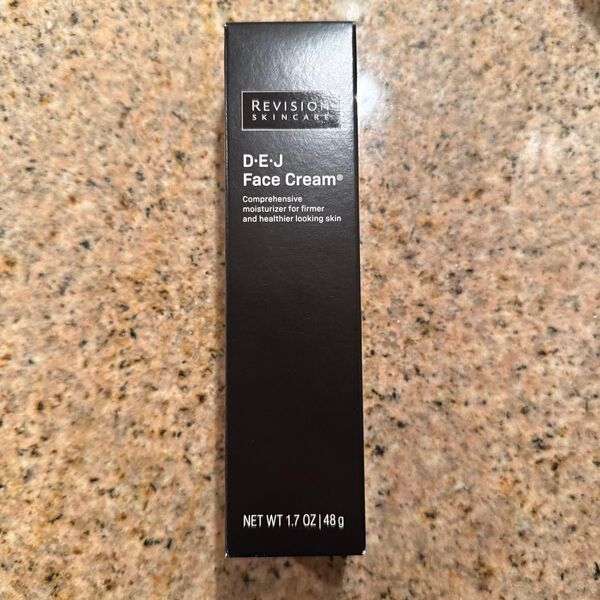 REVISION
SKINCARE
D·E·J
Face Cream®
Comprehensive
moisturizer for firmer
and healthier looking skin
NET WT 1.7 OZ | 48 g